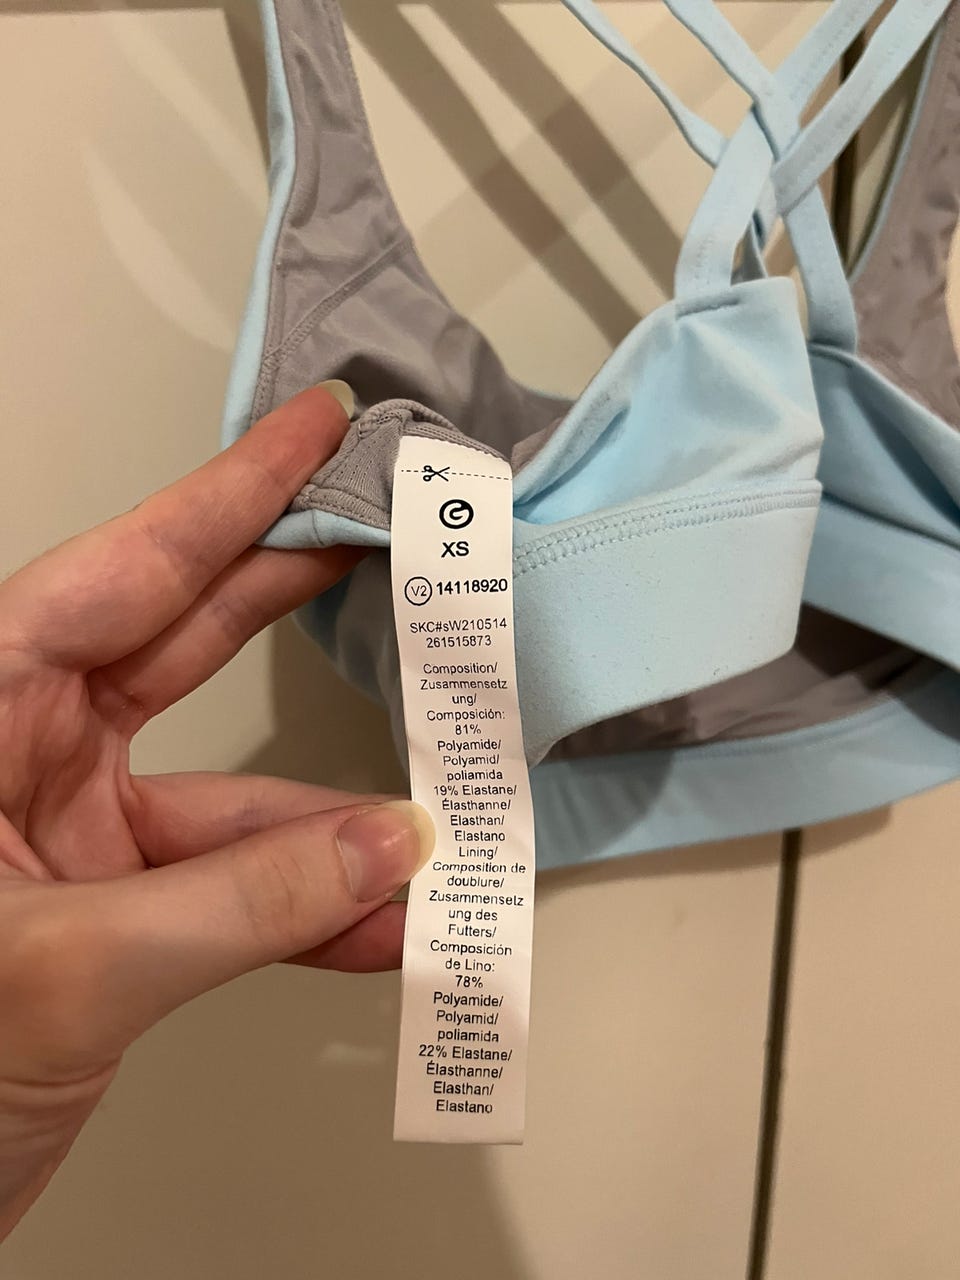 G
XS
V2 14118920
SKC#sW210514
261515873
Composition/
Zusammensetz
ung/
Composición:
81%
Polyamide/
Polyamid/
poliamida
19% Elastane/
Élasthanne/
Elasthan/
Elastano
Lining/
Composition de
doublure/
Zusammensetz
ung des
Futters/
Composición
de Lino:
78%
Polyamide/
Polyamid/
poliamida
22% Elastane/
Élasthanne/
Elasthan/
Elastano